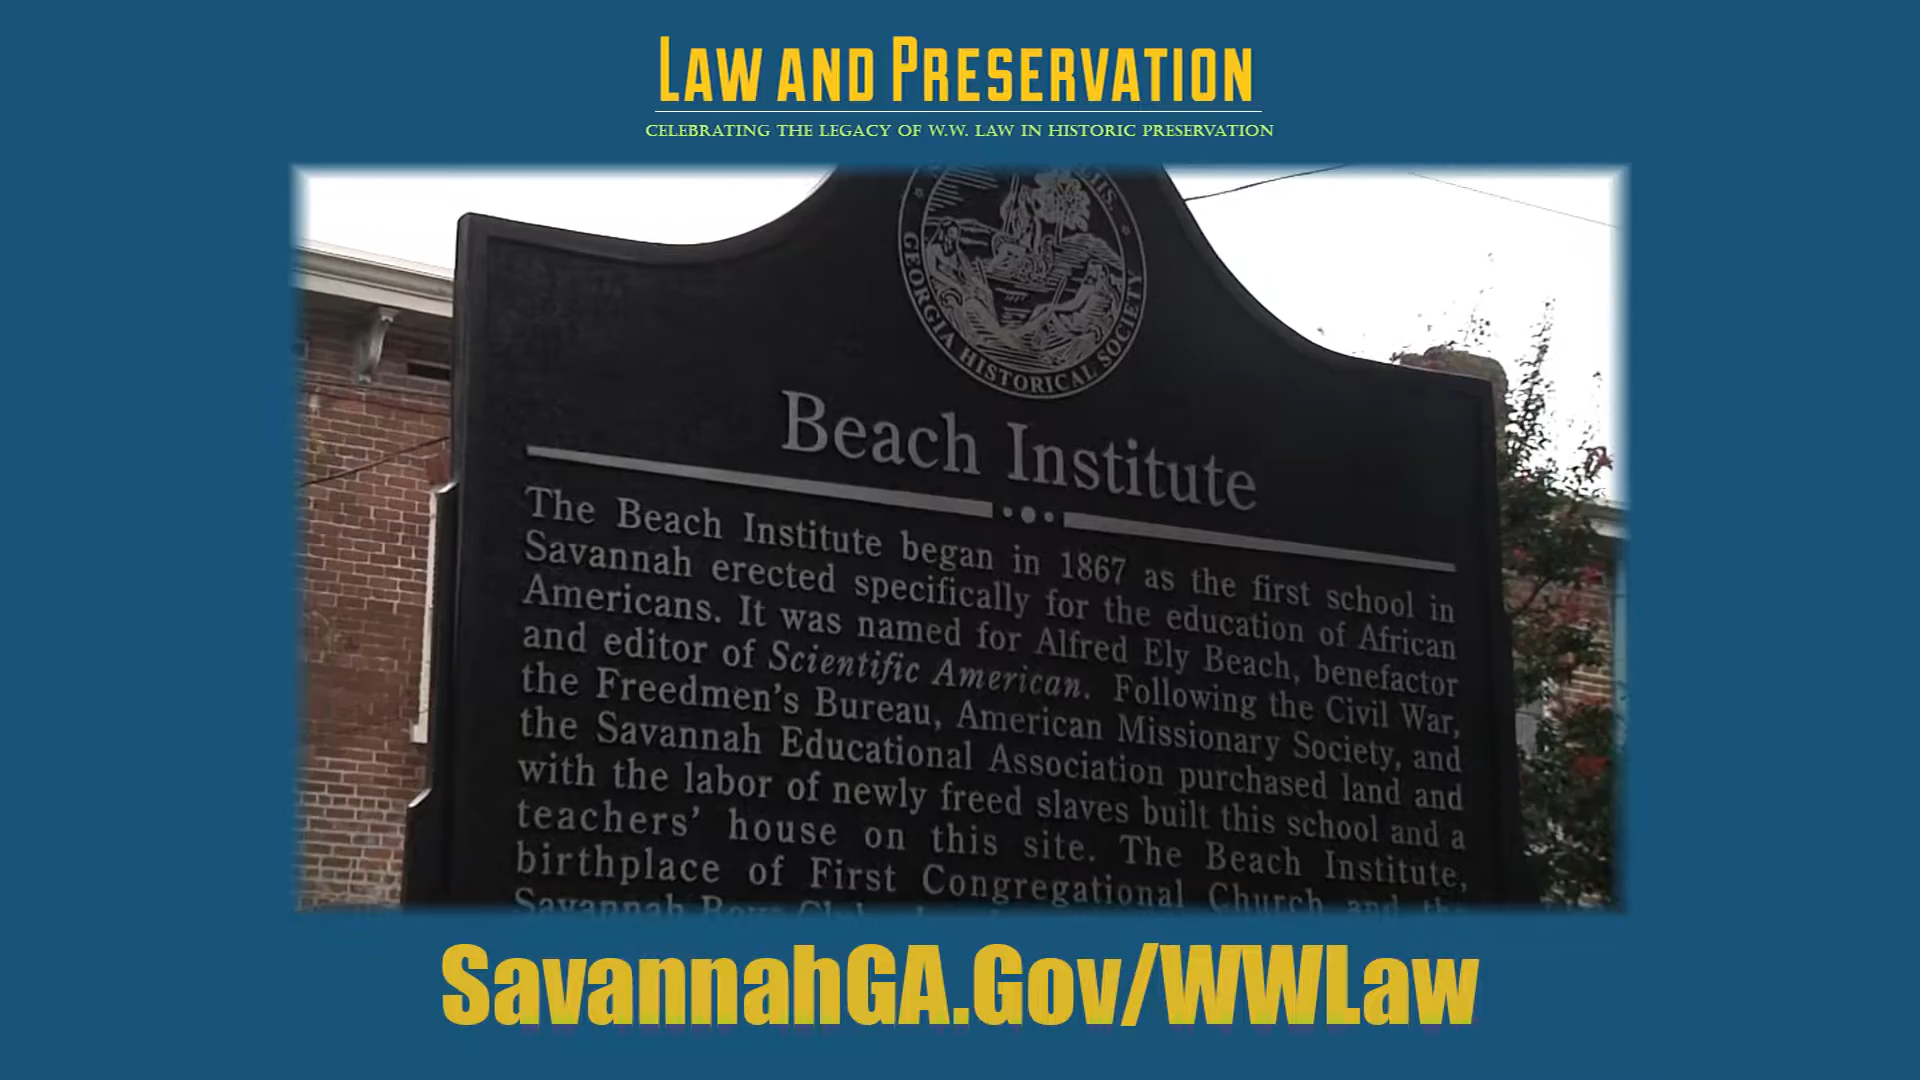 LAW AND PRESERVATION
CELEBRATING THE LEGACY OF W.W. LAW IN HISTORIC PRESERVATION
GEORGIA HISTORICAL SOCIETY
Beach Institute
The Beach Institute began in 1867 as the first school in
Savannah erected specifically for the education of African
Americans. It was named for Alfred Ely Beach, benefactor
and editor of Scientific American. Following the Civil War,
the Freedmen's Bureau, American Missionary Society, and
the Savannah Educational Association purchased land and
with the labor of newly freed slaves built this school and a
teachers' house on this site. The Beach Institute,
birthplace of First Congregational Church and the
Savannah Boys Club
SavannahGA.Gov/WWLaw